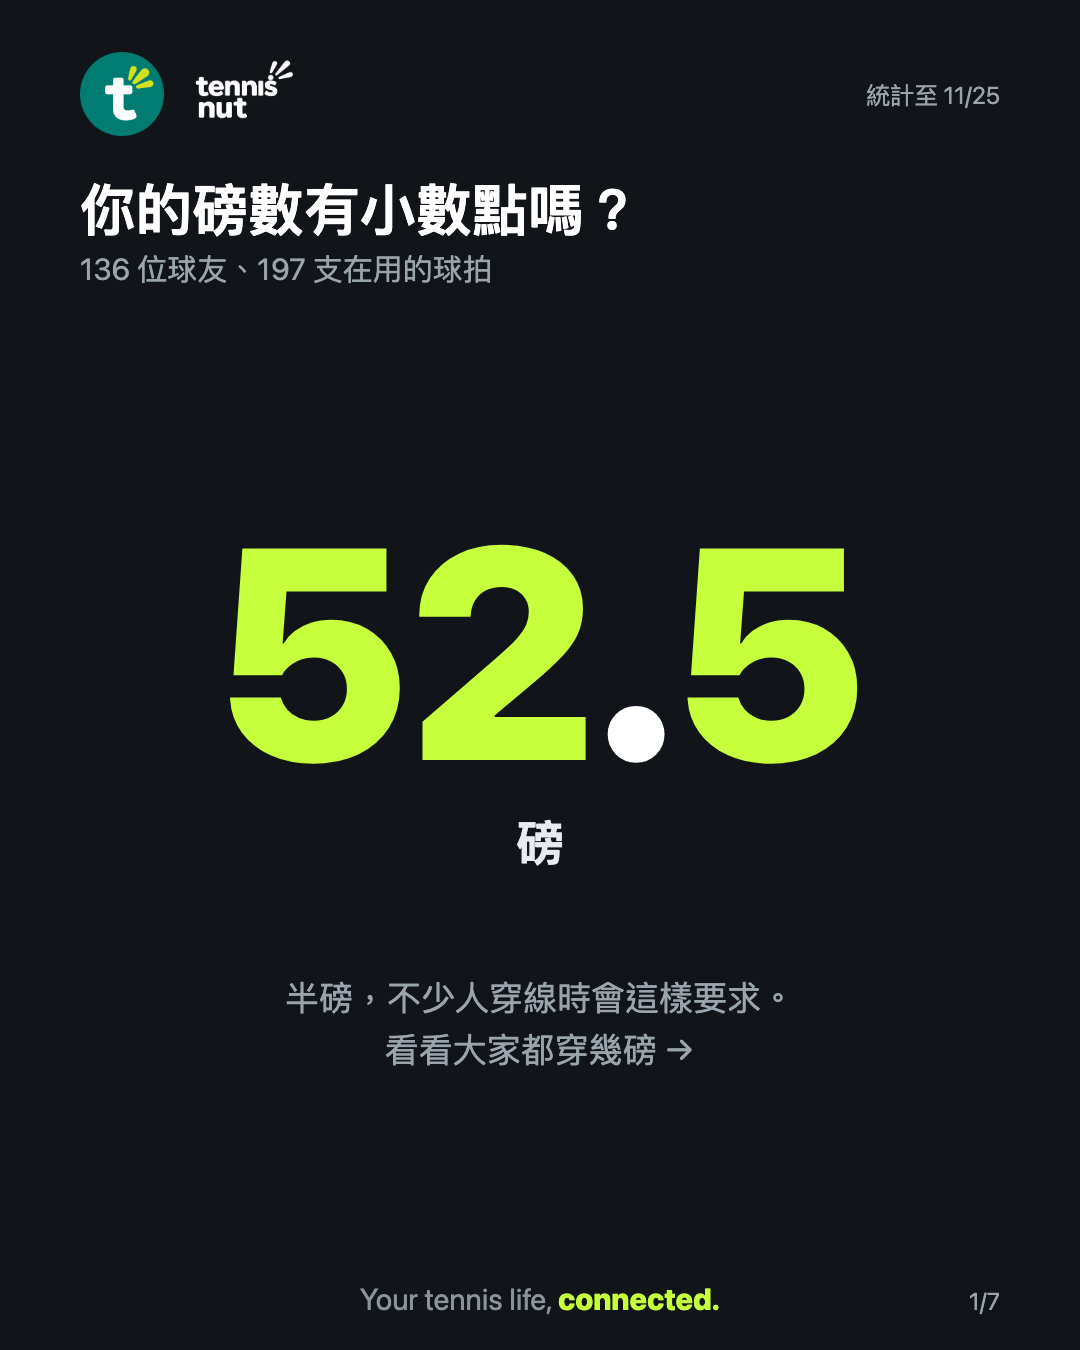 t
tennis
nut
統計至 11/25
你的磅數有小數點嗎？
136 位球友、197 支在用的球拍
52.5
磅
半磅，不少人穿線時會這樣要求。
看看大家都穿幾磅 →
Your tennis life, connected.
1/7